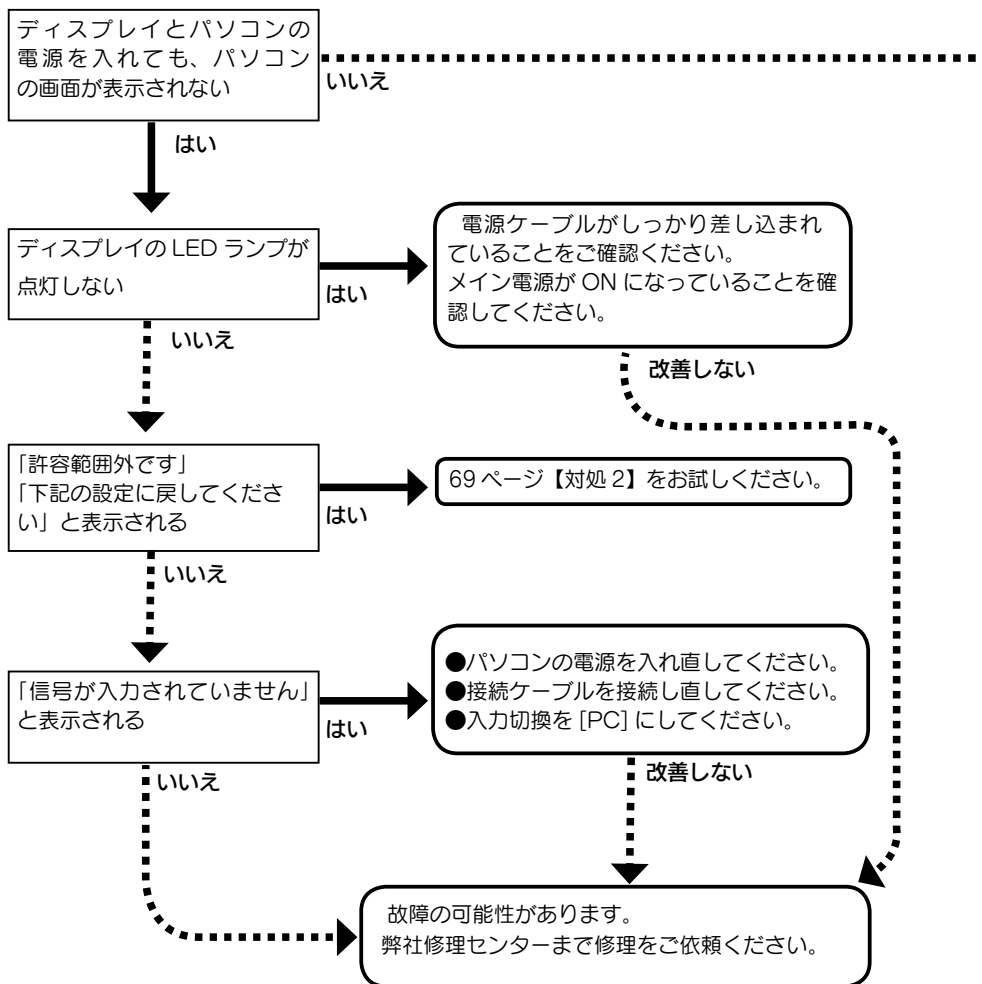 ディスプレイとパソコンの
電源を入れても、パソコン
の画面が表示されない
いいえ
はい
ディスプレイの LED ランプが
点灯しない
はい
電源ケーブルがしっかり差し込まれ
ていることをご確認ください。
メイン電源が ON になっていることを確
認してください。
いいえ
改善しない
「許容範囲外です」
「下記の設定に戻してくださ
い」と表示される
はい
69 ページ【対処 2】をお試しください。
いいえ
「信号が入力されていません」
と表示される
はい
●パソコンの電源を入れ直してください。
●接続ケーブルを接続し直してください。
●入力切換を [PC] にしてください。
いいえ
改善しない
故障の可能性があります。
弊社修理センターまで修理をご依頼ください。